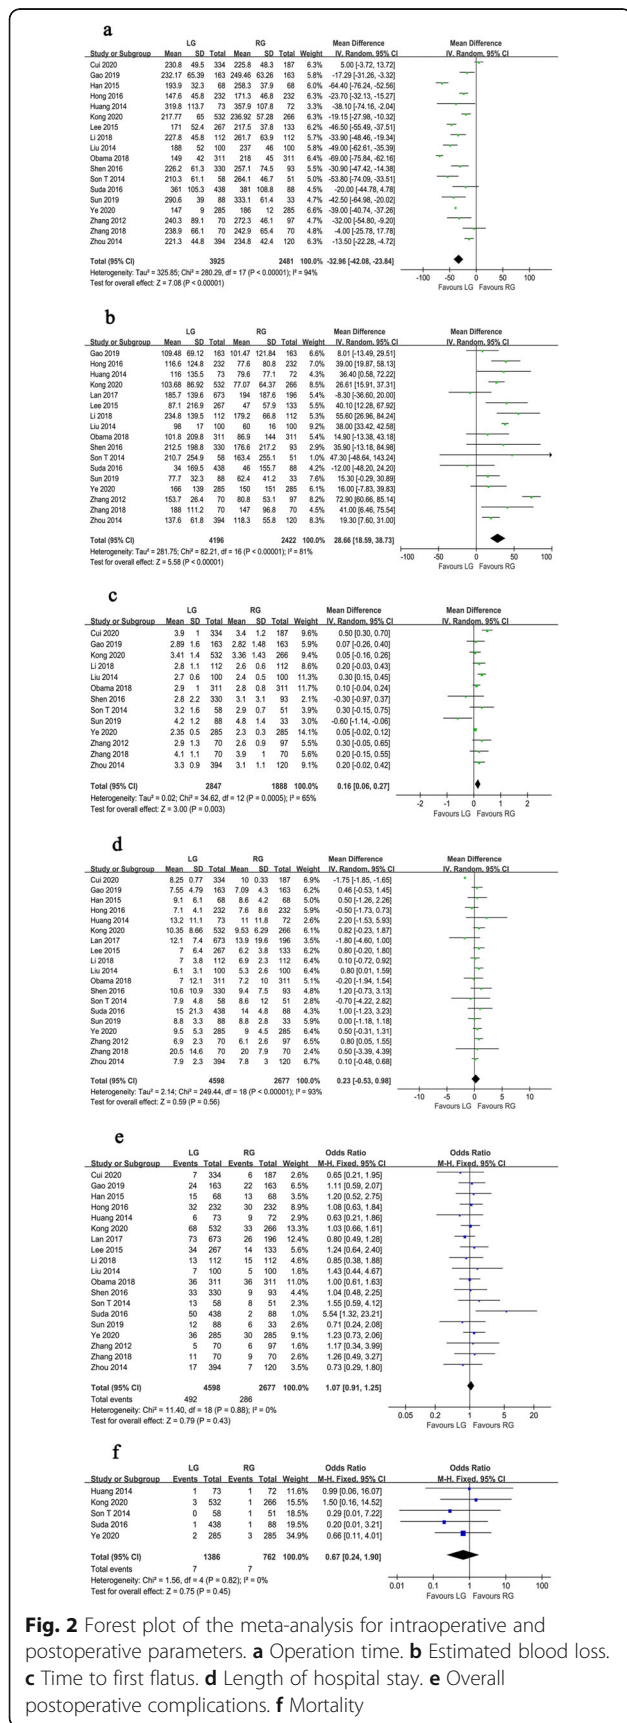 a
LG RG Mean Difference Mean Difference
Study or Subgroup Mean SD Total Mean SD Total Weight IV, Random, 95% CI IV, Random, 95% CI
Cui 2020 230.8 49.5 334 225.8 48.3 187 6.3% 5.00 [-3.72, 13.72]
Gao 2019 232.17 65.39 163 249.46 63.26 163 5.8% -17.29 [-31.26, -3.32]
Han 2015 193.9 32.3 68 258.3 37.9 68 6.0% -64.40 [-76.24, -52.56]
Hong 2016 147.6 45.8 232 171.3 46.8 232 6.3% -23.70 [-32.13, -15.27]
Huang 2014 319.8 113.7 73 357.9 107.8 72 3.0% -38.10 [-74.16, -2.04]
Kong 2020 217.77 65 532 236.92 57.28 266 6.3% -19.15 [-27.98, -10.32]
Lee 2015 171 52.4 267 217.5 37.8 133 6.3% -46.50 [-55.49, -37.51]
Li 2018 227.8 45.8 112 261.7 63.9 112 5.8% -33.90 [-48.46, -19.34]
Liu 2014 188 52 100 237 46 100 5.8% -49.00 [-62.61, -35.39]
Obama 2018 149 42 311 218 45 311 6.4% -69.00 [-75.84, -62.16]
Shen 2016 226.2 61.3 330 257.1 74.5 93 5.6% -30.90 [-47.42, -14.38]
Son T 2014 210.3 61.1 58 264.1 46.7 51 5.1% -53.80 [-74.09, -33.51]
Suda 2016 361 105.3 438 381 108.8 88 4.4% -20.00 [-44.78, 4.78]
Sun 2019 290.6 39 88 333.1 61.4 33 4.8% -42.50 [-64.98, -20.02]
Ye 2020 147 9 285 186 12 285 6.6% -39.00 [-40.74, -37.26]
Zhang 2012 240.3 89.1 70 272.3 46.1 97 4.7% -32.00 [-54.80, -9.20]
Zhang 2018 238.9 66.1 70 242.9 65.4 70 4.9% -4.00 [-25.78, 17.78]
Zhou 2014 221.3 44.8 394 234.8 42.4 120 6.3% -13.50 [-22.28, -4.72]
Total (95% CI) 3925 2481 100.0% -32.96 [-42.08, -23.84]
Heterogeneity: Tau² = 325.85; Chi² = 280.29, df = 17 (P < 0.00001); I² = 94%
Test for overall effect: Z = 7.08 (P < 0.00001)
-100 -50 0 50 100
Favours LG Favours RG
b
LG RG Mean Difference Mean Difference
Study or Subgroup Mean SD Total Mean SD Total Weight IV, Random, 95% CI IV, Random, 95% CI
Gao 2019 109.48 69.12 163 101.47 121.84 163 6.6% 8.01 [-13.49, 29.51]
Hong 2016 116.6 124.8 232 77.6 80.8 232 7.0% 39.00 [19.87, 58.13]
Huang 2014 116 135.5 73 79.6 77.1 72 4.3% 36.40 [0.58, 72.22]
Kong 2020 103.68 86.92 532 77.07 64.37 266 8.6% 26.61 [15.91, 37.31]
Lan 2017 185.7 139.6 673 194 187.6 196 5.4% -8.30 [-36.60, 20.00]
Lee 2015 87.1 216.9 267 47 57.9 133 5.5% 40.10 [12.28, 67.92]
Li 2018 234.8 139.5 112 179.2 66.8 112 5.4% 55.60 [26.96, 84.24]
Liu 2014 98 17 100 60 16 100 9.3% 38.00 [33.42, 42.58]
Obama 2018 101.8 209.8 311 86.9 144 311 5.4% 14.90 [-13.38, 43.18]
Shen 2016 212.5 198.8 330 176.6 217.2 93 3.1% 35.90 [-13.18, 84.98]
Son T 2014 210.7 254.9 58 163.4 255.1 51 1.0% 47.30 [-48.64, 143.24]
Suda 2016 34 169.5 438 46 155.7 88 4.3% -12.00 [-48.20, 24.20]
Sun 2019 77.7 32.3 88 62.4 41.2 33 7.7% 15.30 [-0.29, 30.89]
Ye 2020 166 139 285 150 151 285 6.3% 16.00 [-7.83, 39.83]
Zhang 2012 153.7 26.4 70 80.8 53.1 97 8.3% 72.90 [60.66, 85.14]
Zhang 2018 188 111.2 70 147 96.8 70 4.5% 41.00 [6.46, 75.54]
Zhou 2014 137.6 61.8 394 118.3 55.8 120 8.4% 19.30 [7.60, 31.00]
Total (95% CI) 4196 2422 100.0% 28.66 [18.59, 38.73]
Heterogeneity: Tau² = 281.75; Chi² = 82.21, df = 16 (P < 0.00001); I² = 81%
Test for overall effect: Z = 5.58 (P < 0.00001)
-100 -50 0 50 100
Favours LG Favours RG
c
LG RG Mean Difference Mean Difference
Study or Subgroup Mean SD Total Mean SD Total Weight IV, Random, 95% CI IV, Random, 95% CI
Cui 2020 3.9 1 334 3.4 1.2 187 9.6% 0.50 [0.30, 0.70]
Gao 2019 2.89 1.6 163 2.82 1.48 163 5.9% 0.07 [-0.26, 0.40]
Kong 2020 3.41 1.4 532 3.36 1.43 266 9.4% 0.05 [-0.16, 0.26]
Li 2018 2.8 1.1 112 2.6 0.6 112 8.7% 0.20 [-0.03, 0.43]
Liu 2014 2.7 0.6 100 2.4 0.5 100 11.3% 0.30 [0.15, 0.45]
Obama 2018 2.9 1 311 2.8 0.8 311 11.7% 0.10 [-0.04, 0.24]
Shen 2016 2.8 2.2 330 3.1 3.1 93 2.1% -0.30 [-0.97, 0.37]
Son T 2014 3.2 1.6 58 2.9 0.7 51 4.2% 0.30 [-0.15, 0.75]
Sun 2019 4.2 1.2 88 4.8 1.4 33 3.1% -0.60 [-1.14, -0.06]
Ye 2020 2.35 0.5 285 2.3 0.3 285 13.9% 0.05 [-0.02, 0.12]
Zhang 2012 2.9 1.3 70 2.6 0.9 97 5.6% 0.30 [-0.05, 0.65]
Zhang 2018 4.1 1.1 70 3.9 1 70 5.6% 0.20 [-0.15, 0.55]
Zhou 2014 3.3 0.9 394 3.1 1.1 120 9.0% 0.20 [-0.02, 0.42]
Total (95% CI) 2847 1888 100.0% 0.16 [0.06, 0.27]
Heterogeneity: Tau² = 0.02; Chi² = 34.62, df = 12 (P = 0.0005); I² = 65%
Test for overall effect: Z = 3.00 (P = 0.003)
-2 -1 0 1 2
Favours LG Favours RG
d
LG RG Mean Difference Mean Difference
Study or Subgroup Mean SD Total Mean SD Total Weight IV, Random, 95% CI IV, Random, 95% CI
Cui 2020 8.25 0.77 334 10 0.33 187 6.9% -1.75 [-1.85, -1.65]
Gao 2019 7.55 4.79 163 7.09 4.3 163 6.1% 0.46 [-0.53, 1.45]
Han 2015 9.1 6.1 68 8.6 4.2 68 4.6% 0.50 [-1.26, 2.26]
Hong 2016 7.1 4.1 232 7.6 8.6 232 5.7% -0.50 [-1.73, 0.73]
Huang 2014 13.2 11.1 73 11 11.8 72 2.7% 2.20 [-1.53, 5.93]
Kong 2020 10.35 8.66 532 9.53 6.29 266 6.0% 0.82 [-0.23, 1.87]
Lan 2017 12.1 7.4 673 13.9 19.6 196 3.2% -1.80 [-4.60, 1.00]
Lee 2015 7 6.4 267 6.2 3.8 133 6.0% 0.80 [-0.20, 1.80]
Li 2018 7 3.8 112 6.9 2.3 112 6.3% 0.10 [-0.72, 0.92]
Liu 2014 6.1 3.1 100 5.3 2.6 100 6.4% 0.80 [0.01, 1.59]
Obama 2018 7 12.1 311 7.2 10 311 4.6% -0.20 [-1.94, 1.54]
Shen 2016 10.6 10.9 330 9.4 7.5 93 4.3% 1.20 [-0.73, 3.13]
Son T 2014 7.9 4.8 58 8.6 12 51 2.4% -0.70 [-4.22, 2.82]
Suda 2016 15 21.3 438 14 4.8 88 3.9% 1.00 [-1.23, 3.23]
Sun 2019 8.8 3.3 88 8.8 2.8 33 5.8% 0.00 [-1.18, 1.18]
Ye 2020 9.5 5.3 285 9 4.5 285 6.4% 0.50 [-0.31, 1.31]
Zhang 2012 6.9 2.3 70 6.1 2.6 97 6.4% 0.80 [0.05, 1.55]
Zhang 2018 20.5 14.6 70 20 7.9 70 2.1% 0.50 [-3.39, 4.39]
Zhou 2014 7.9 2.3 394 7.8 3 120 6.6% 0.10 [-0.48, 0.68]
Total (95% CI) 4598 2677 100.0% 0.23 [-0.53, 0.98]
Heterogeneity: Tau² = 2.14; Chi² = 249.44, df = 18 (P < 0.00001); I² = 93%
Test for overall effect: Z = 0.59 (P = 0.56)
-10 -5 0 5 10
Favours LG Favours RG
e
LG RG Odds Ratio Odds Ratio
Study or Subgroup Events Total Events Total Weight M-H, Fixed, 95% CI M-H, Fixed, 95% CI
Cui 2020 7 334 6 187 2.5% 0.65 [0.21, 1.95]
Gao 2019 24 163 22 163 6.1% 1.11 [0.59, 2.07]
Han 2015 15 68 13 68 3.3% 1.20 [0.52, 2.75]
Hong 2016 32 232 30 232 8.5% 1.08 [0.63, 1.84]
Huang 2014 6 73 9 72 2.7% 0.63 [0.21, 1.86]
Kong 2020 68 532 33 266 12.6% 1.03 [0.66, 1.61]
Lan 2017 73 673 26 196 11.8% 0.80 [0.49, 1.28]
Lee 2015 34 267 14 133 5.4% 1.24 [0.64, 2.40]
Li 2018 13 112 15 112 4.3% 0.85 [0.38, 1.88]
Liu 2014 7 100 5 100 1.5% 1.43 [0.44, 4.67]
Obama 2018 36 311 36 311 10.4% 1.00 [0.61, 1.63]
Shen 2016 33 330 9 93 4.1% 1.04 [0.48, 2.25]
Son T 2014 13 58 8 51 2.1% 1.55 [0.59, 4.12]
Suda 2016 50 438 2 88 1.0% 5.54 [1.32, 23.21]
Sun 2019 12 88 6 33 2.5% 0.71 [0.24, 2.08]
Ye 2020 36 285 30 285 8.6% 1.23 [0.73, 2.06]
Zhang 2012 5 70 6 97 1.5% 1.17 [0.34, 3.99]
Zhang 2018 11 70 9 70 2.5% 1.26 [0.49, 3.27]
Zhou 2014 17 394 7 120 3.4% 0.73 [0.29, 1.80]
Total (95% CI) 4598 2677 100.0% 1.07 [0.91, 1.25]
Total events 492 286
Heterogeneity: Chi² = 11.40, df = 18 (P = 0.88); I² = 0%
Test for overall effect: Z = 0.79 (P = 0.43)
0.05 0.2 1 5 20
Favours LG Favours RG
f
LG RG Odds Ratio Odds Ratio
Study or Subgroup Events Total Events Total Weight M-H, Fixed, 95% CI M-H, Fixed, 95% CI
Huang 2014 1 73 1 72 11.6% 0.99 [0.06, 16.07]
Kong 2020 3 532 1 266 15.5% 1.50 [0.16, 14.52]
Son T 2014 0 58 1 51 18.4% 0.29 [0.01, 7.22]
Suda 2016 1 438 1 88 19.5% 0.20 [0.01, 3.21]
Ye 2020 2 285 3 285 34.9% 0.66 [0.11, 4.01]
Total (95% CI) 1386 762 100.0% 0.67 [0.24, 1.90]
Total events 7 7
Heterogeneity: Chi² = 1.56, df = 4 (P = 0.82); I² = 0%
Test for overall effect: Z = 0.75 (P = 0.45)
0.01 0.1 1 10 100
Favours LG Favours RG
Fig. 2 Forest plot of the meta-analysis for intraoperative and
postoperative parameters. a Operation time. b Estimated blood loss.
c Time to first flatus. d Length of hospital stay. e Overall
postoperative complications. f Mortality